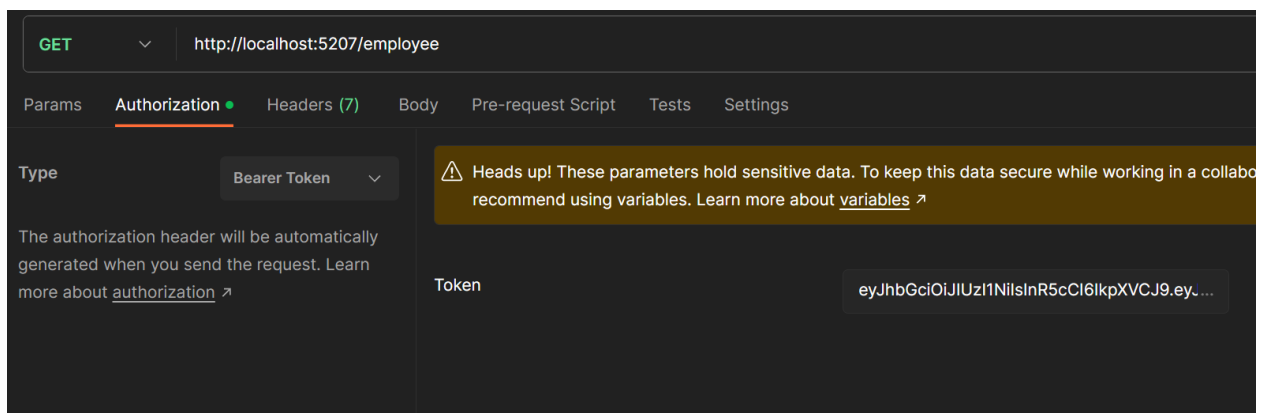 GET http://localhost:5207/employee
Params Authorization Headers (7) Body Pre-request Script Tests Settings
Type Bearer Token
The authorization header will be automatically
generated when you send the request. Learn
more about authorization ↗
Heads up! These parameters hold sensitive data. To keep this data secure while working in a collabo
recommend using variables. Learn more about variables ↗
Token eyJhbGciOiJIUzI1NiIsInR5cCI6IkpXVCJ9.eyJ...